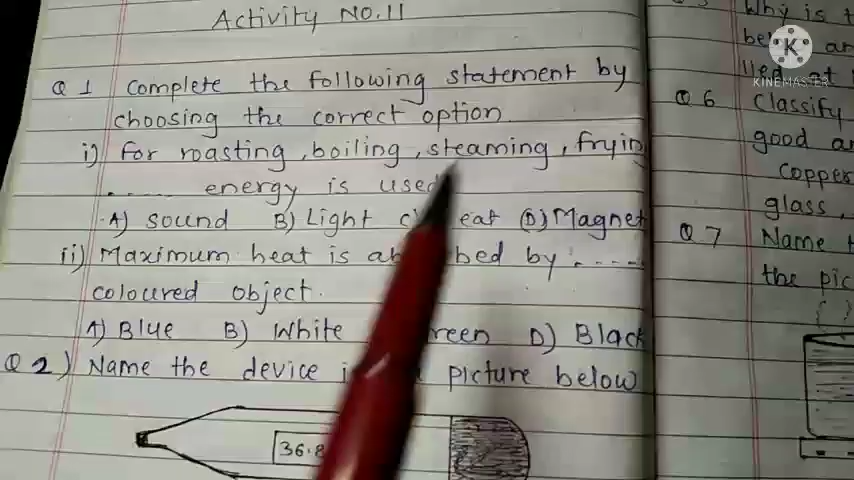 Activity No.11
Q 1 Complete the following statement by
choosing the correct option
i) for roasting, boiling, steaming, fryin
...... energy is used
A) sound B) Light eat (D) Magnet
ii) Maximum heat is bed by .....
coloured object.
A) Blue B) White reen D) Black
Q 2) Name the device picture below
36.8
Why is t
be ar
lled at
Q 6 Classify
good a
copper
glass,
Q 7 Name t
the pic
K
KINEMASTER